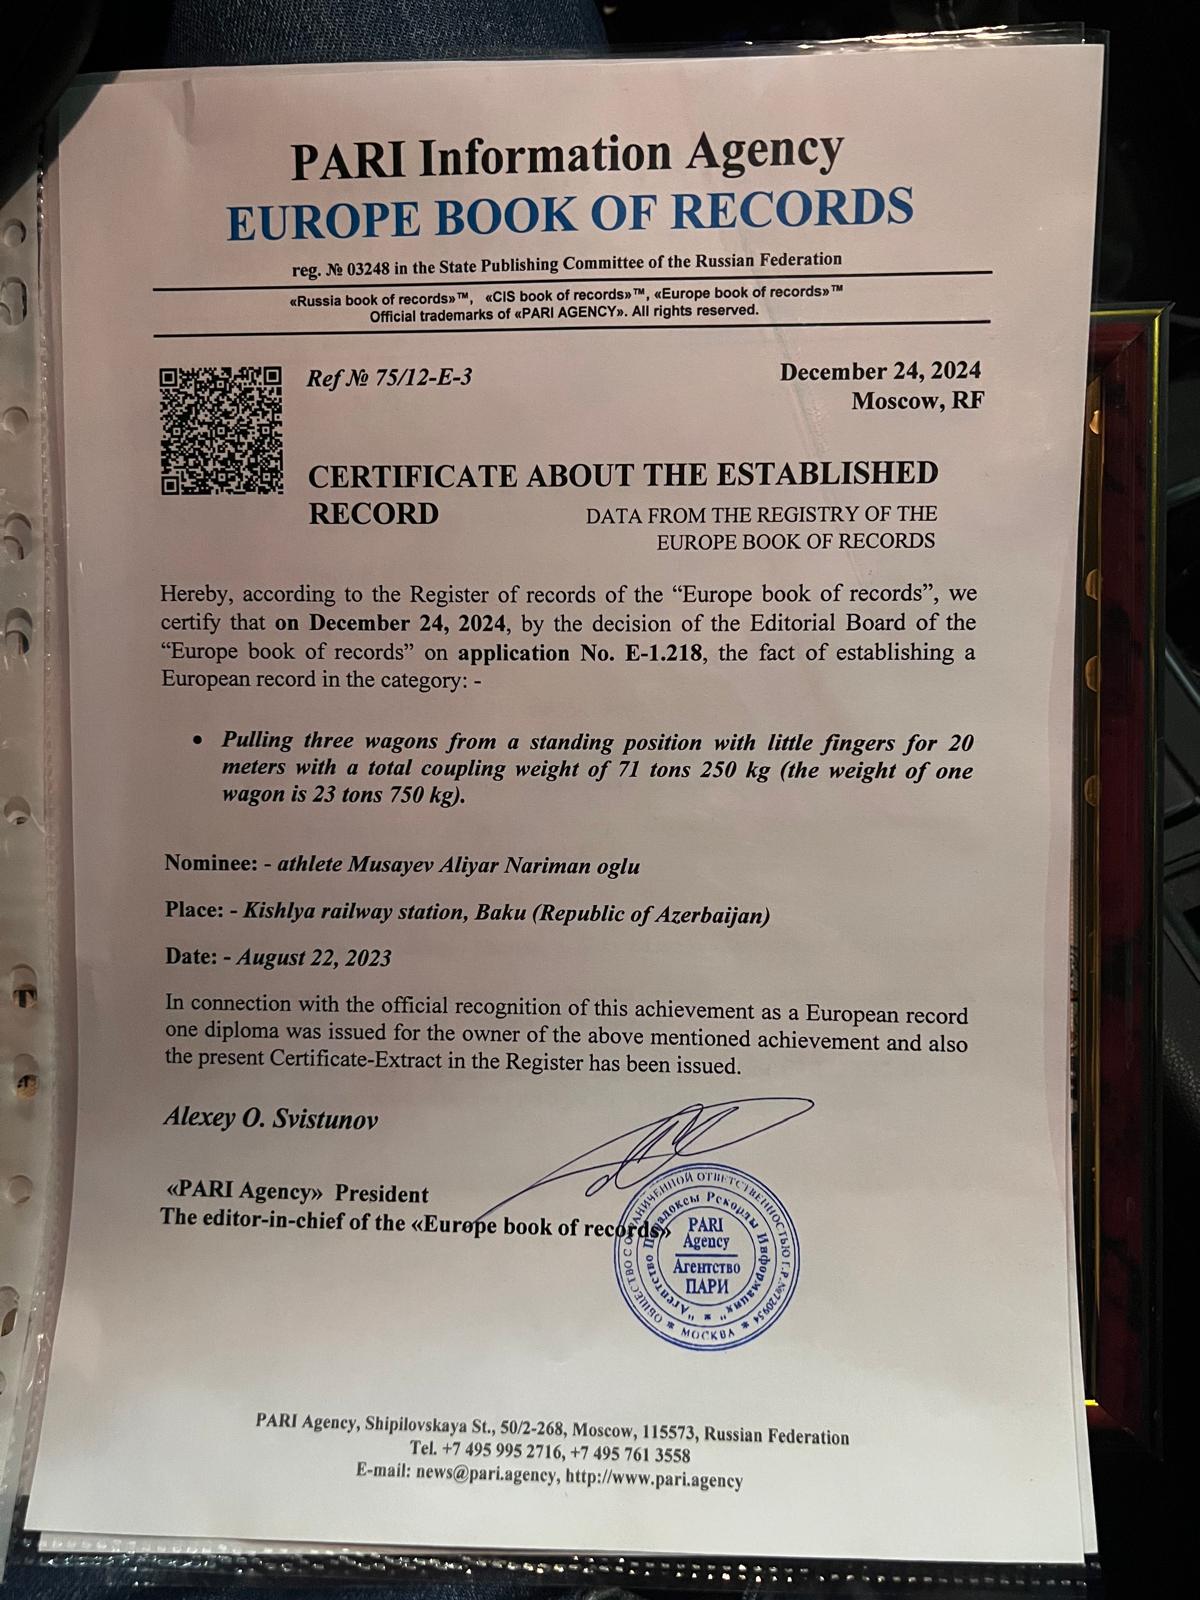 PARI Information Agency
EUROPE BOOK OF RECORDS
reg. № 03248 in the State Publishing Committee of the Russian Federation
«Russia book of records»™, «CIS book of records»™, «Europe book of records»™
Official trademarks of «PARI AGENCY». All rights reserved.
Ref № 75/12-E-3
December 24, 2024
Moscow, RF
CERTIFICATE ABOUT THE ESTABLISHED
RECORD
DATA FROM THE REGISTRY OF THE
EUROPE BOOK OF RECORDS
Hereby, according to the Register of records of the “Europe book of records”, we
certify that on December 24, 2024, by the decision of the Editorial Board of the
“Europe book of records” on application No. E-1.218, the fact of establishing a
European record in the category: -
• Pulling three wagons from a standing position with little fingers for 20
meters with a total coupling weight of 71 tons 250 kg (the weight of one
wagon is 23 tons 750 kg).
Nominee: - athlete Musayev Aliyar Nariman oglu
Place: - Kishlya railway station, Baku (Republic of Azerbaijan)
Date: - August 22, 2023
In connection with the official recognition of this achievement as a European record
one diploma was issued for the owner of the above mentioned achievement and also
the present Certificate-Extract in the Register has been issued.
Alexey O. Svistunov
«PARI Agency» President
The editor-in-chief of the «Europe book of records»
ОБЩЕСТВО С ОГРАНИЧЕННОЙ ОТВЕТСТВЕННОСТЬЮ Г.Р.№720934
* МОСКВА *
"Агентство Парадоксы Рекорды Информация"
PARI
Agency
Агентство
ПАРИ
PARI Agency, Shipilovskaya St., 50/2-268, Moscow, 115573, Russian Federation
Tel. +7 495 995 2716, +7 495 761 3558
E-mail: news@pari.agency, http://www.pari.agency